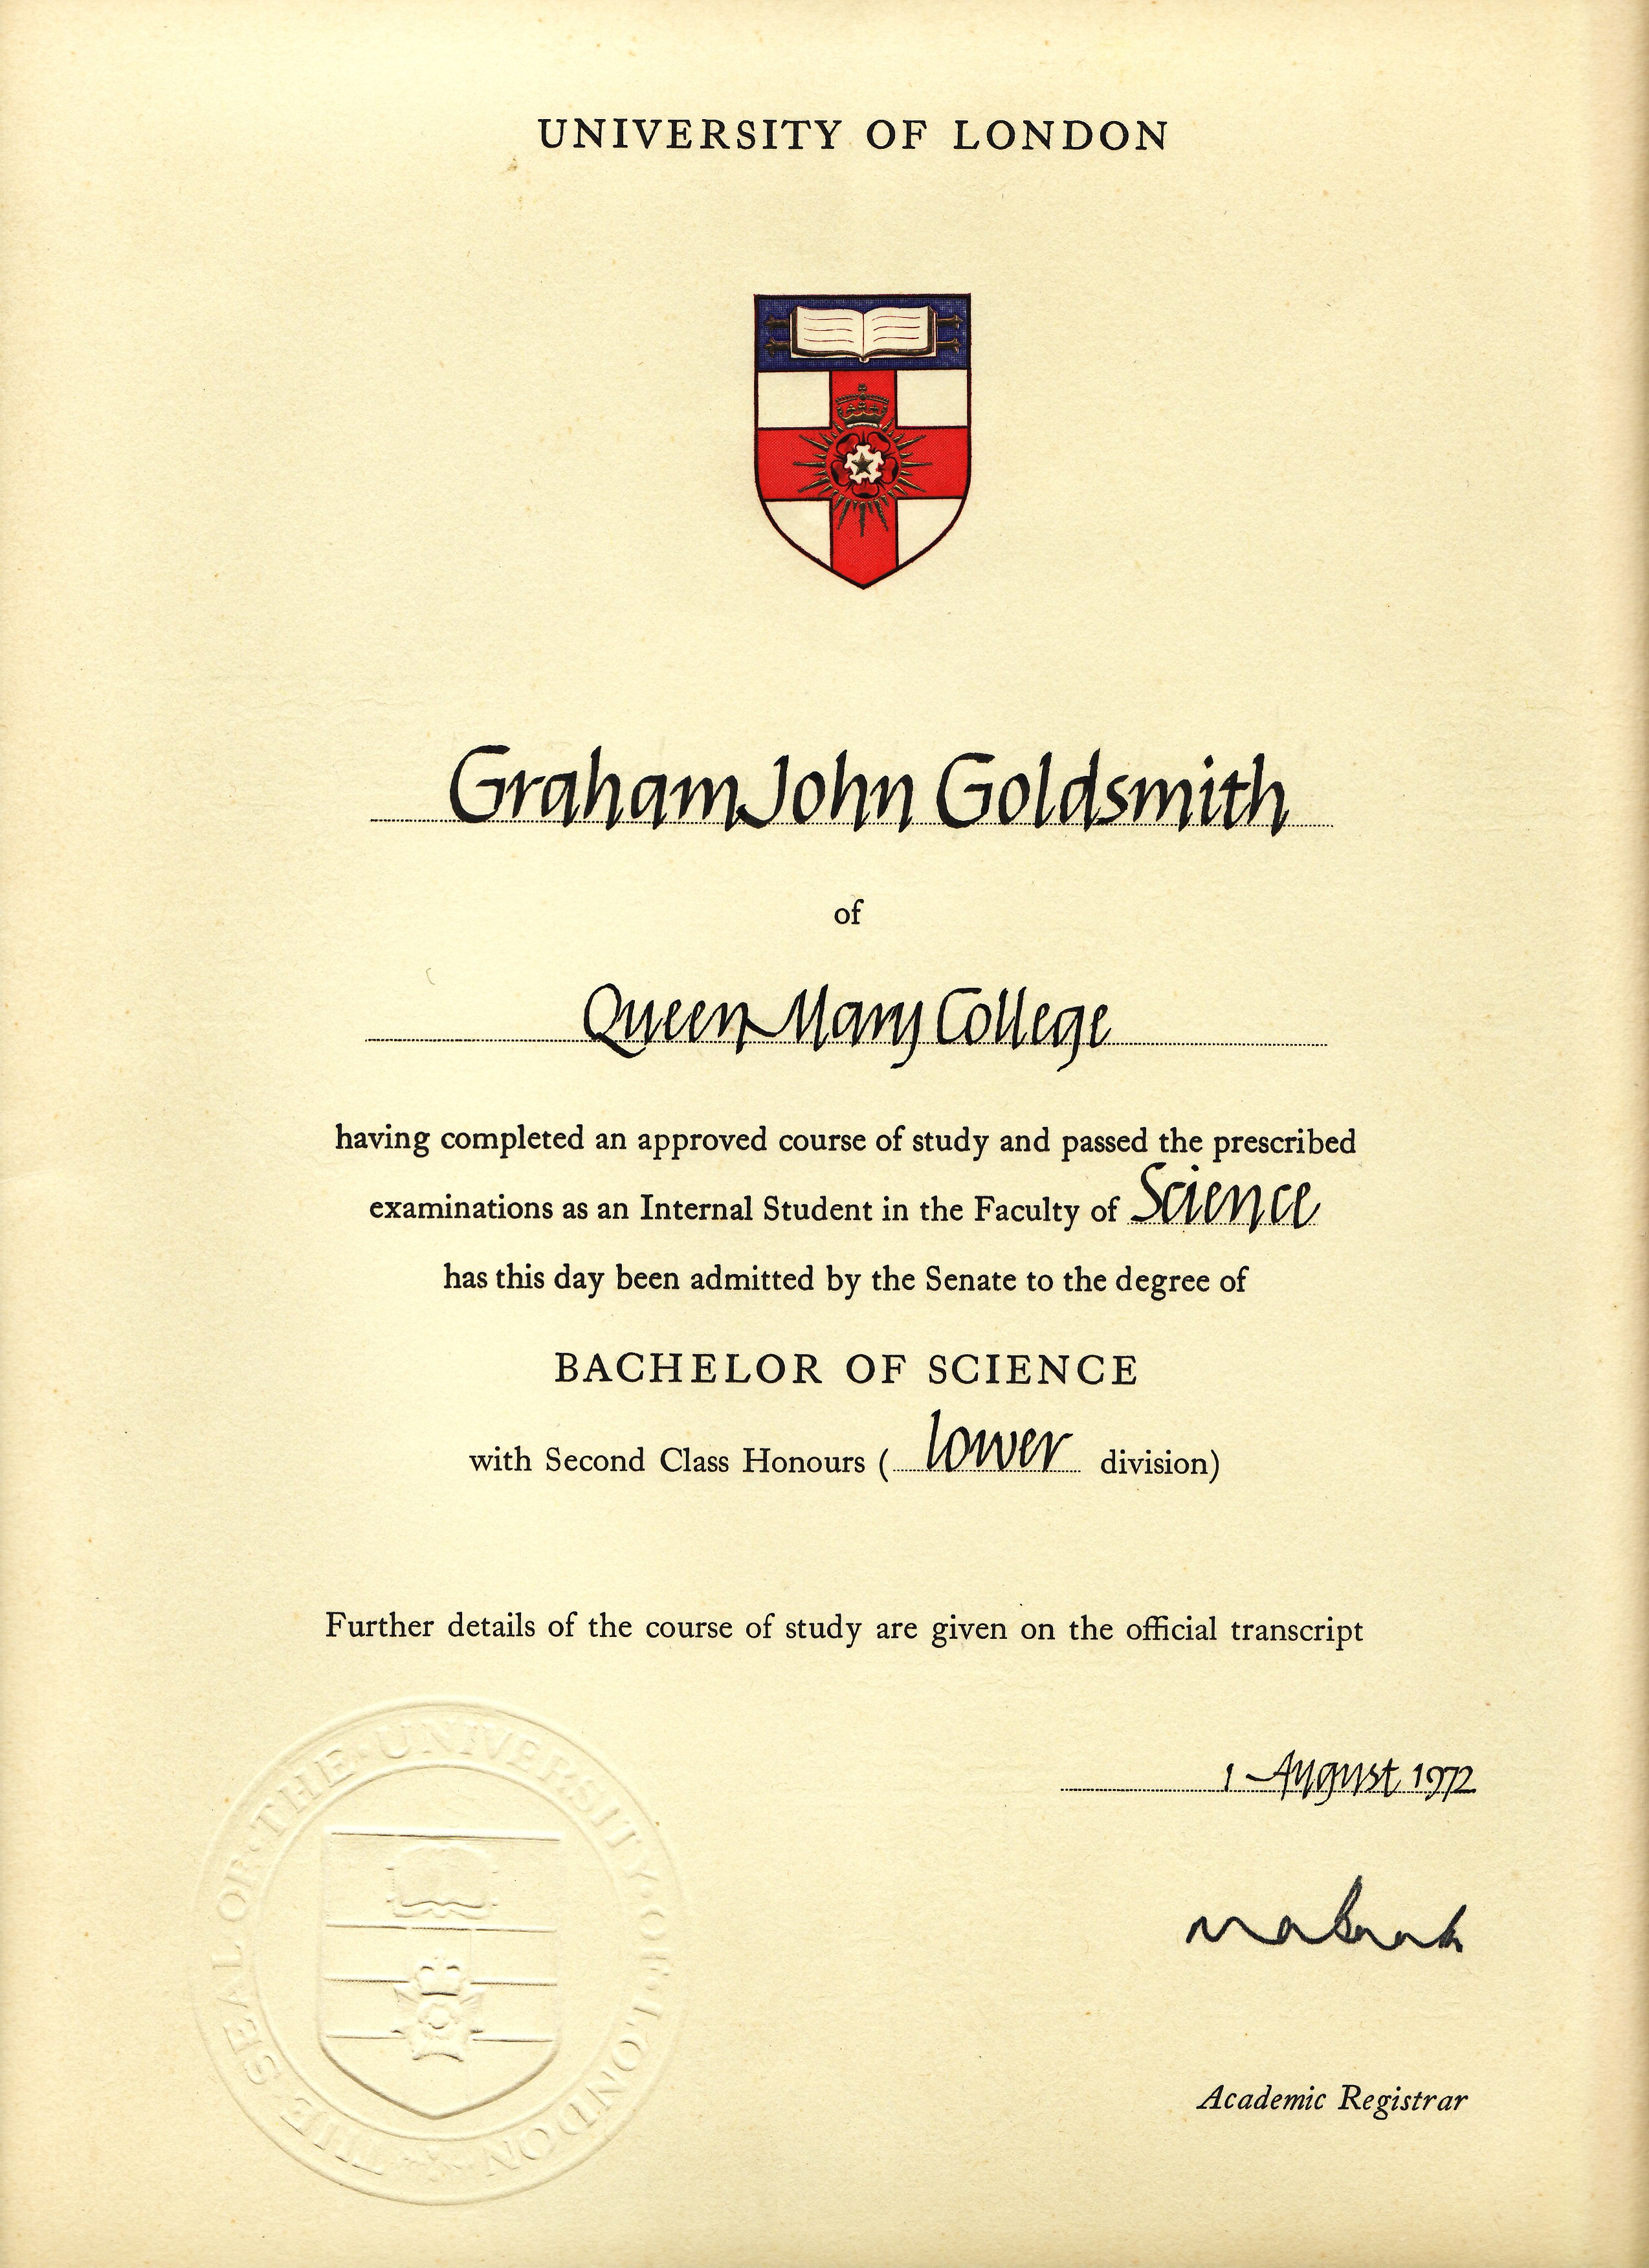 UNIVERSITY OF LONDON
Graham John Goldsmith
of
Queen Mary College
having completed an approved course of study and passed the prescribed
examinations as an Internal Student in the Faculty of Science
has this day been admitted by the Senate to the degree of
BACHELOR OF SCIENCE
with Second Class Honours ( lower division)
Further details of the course of study are given on the official transcript
THE · SEAL · OF · THE · UNIVERSITY · OF · LONDON
1 August 1972
Academic Registrar